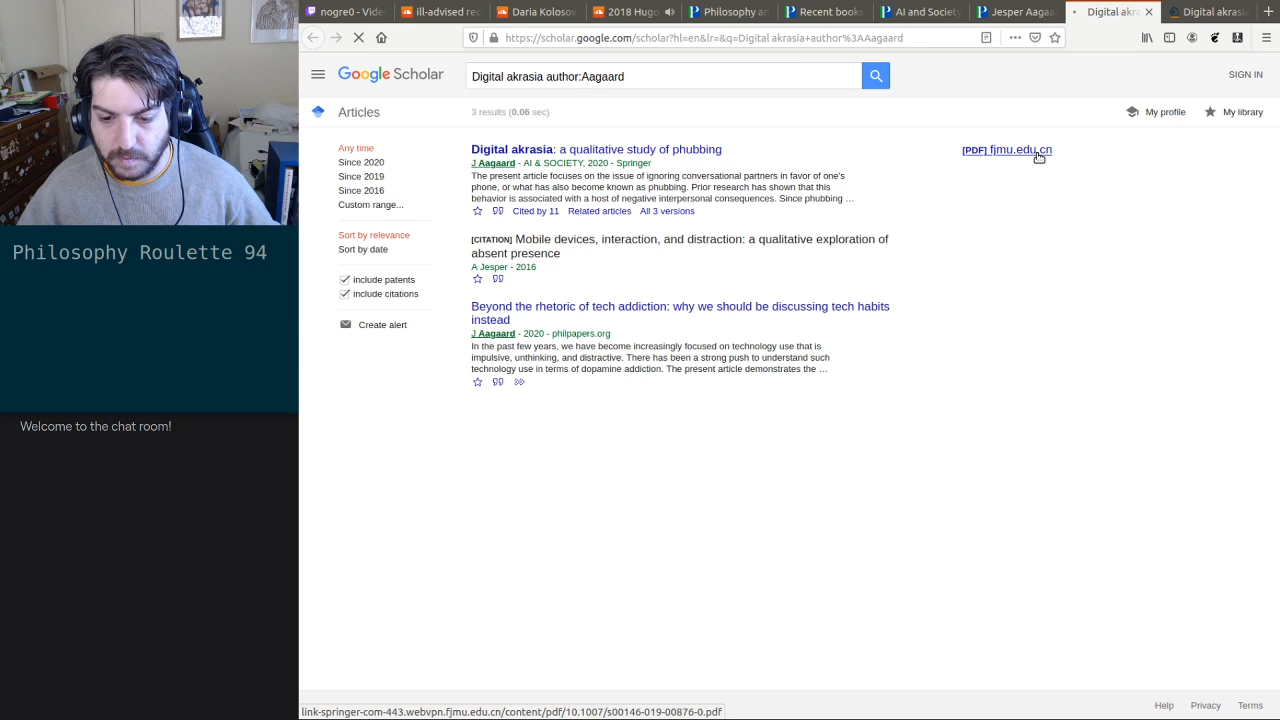 nogre0 - Vide
ill-advised rec
Daria Kolosov
2018 Hugo
Philosophy an
Recent books
AI and Society
Jesper Aagaar
Digital akras
Digital akrasi
https://scholar.google.com/scholar?hl=en&lr=&q=Digital akrasia+author%3AAagaard
Google Scholar
Digital akrasia author:Aagaard
SIGN IN
Articles
3 results (0.06 sec)
My profile
My library
Any time
Since 2020
Since 2019
Since 2016
Custom range...
Sort by relevance
Sort by date
include patents
include citations
Create alert
Digital akrasia: a qualitative study of phubbing
J Aagaard - AI & SOCIETY, 2020 - Springer
The present article focuses on the issue of ignoring conversational partners in favor of one's
phone, or what has also become known as phubbing. Prior research has shown that this
behavior is associated with a host of negative interpersonal consequences. Since phubbing …
Cited by 11 Related articles All 3 versions
[PDF] fjmu.edu.cn
[CITATION] Mobile devices, interaction, and distraction: a qualitative exploration of
absent presence
A Jesper - 2016
Beyond the rhetoric of tech addiction: why we should be discussing tech habits
instead
J Aagaard - 2020 - philpapers.org
In the past few years, we have become increasingly focused on technology use that is
impulsive, unthinking, and distractive. There has been a strong push to understand such
technology use in terms of dopamine addiction. The present article demonstrates the …
Philosophy Roulette 94
Welcome to the chat room!
Help Privacy Terms
link-springer-com-443.webvpn.fjmu.edu.cn/content/pdf/10.1007/s00146-019-00876-0.pdf